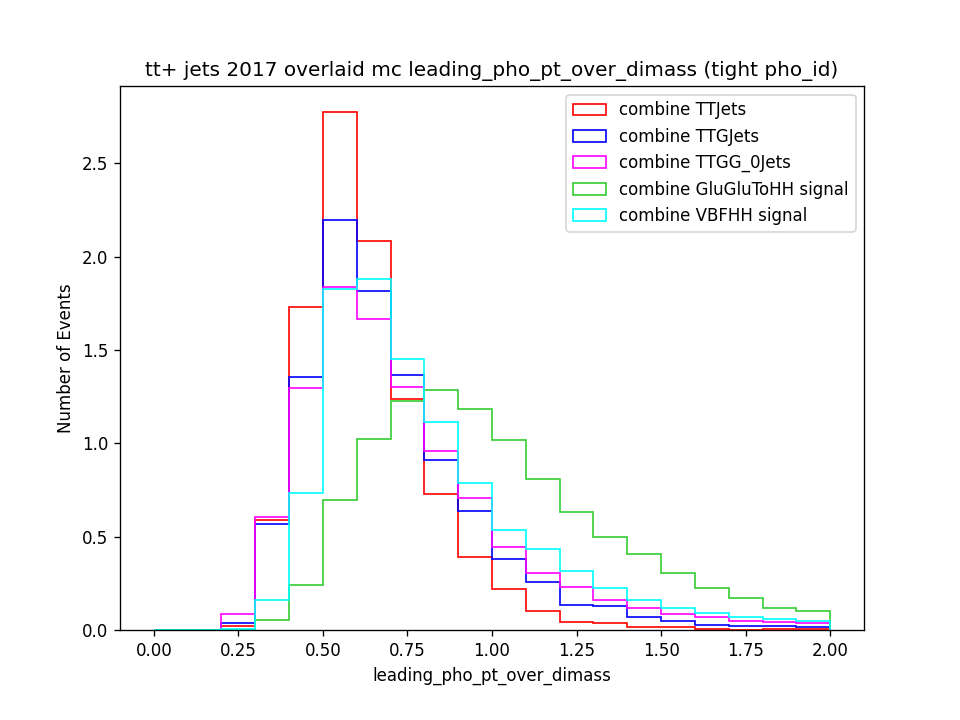 tt+ jets 2017 overlaid mc leading_pho_pt_over_dimass (tight pho_id)
combine TTJets
combine TTGJets
combine TTGG_0Jets
combine GluGluToHH signal
combine VBFHH signal
Number of Events
2.5
2.0
1.5
1.0
0.5
0.0
0.00 0.25 0.50 0.75 1.00 1.25 1.50 1.75 2.00
leading_pho_pt_over_dimass